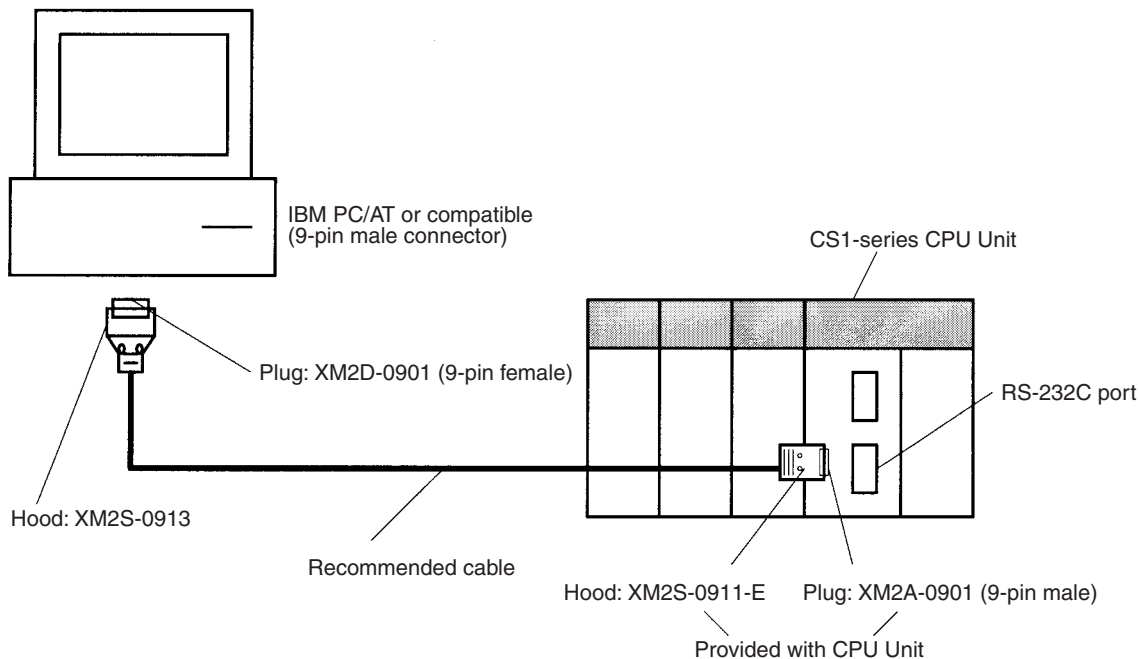 IBM PC/AT or compatible
(9-pin male connector)
CS1-series CPU Unit
Plug: XM2D-0901 (9-pin female)
RS-232C port
Hood: XM2S-0913
Recommended cable
Hood: XM2S-0911-E
Plug: XM2A-0901 (9-pin male)
Provided with CPU Unit